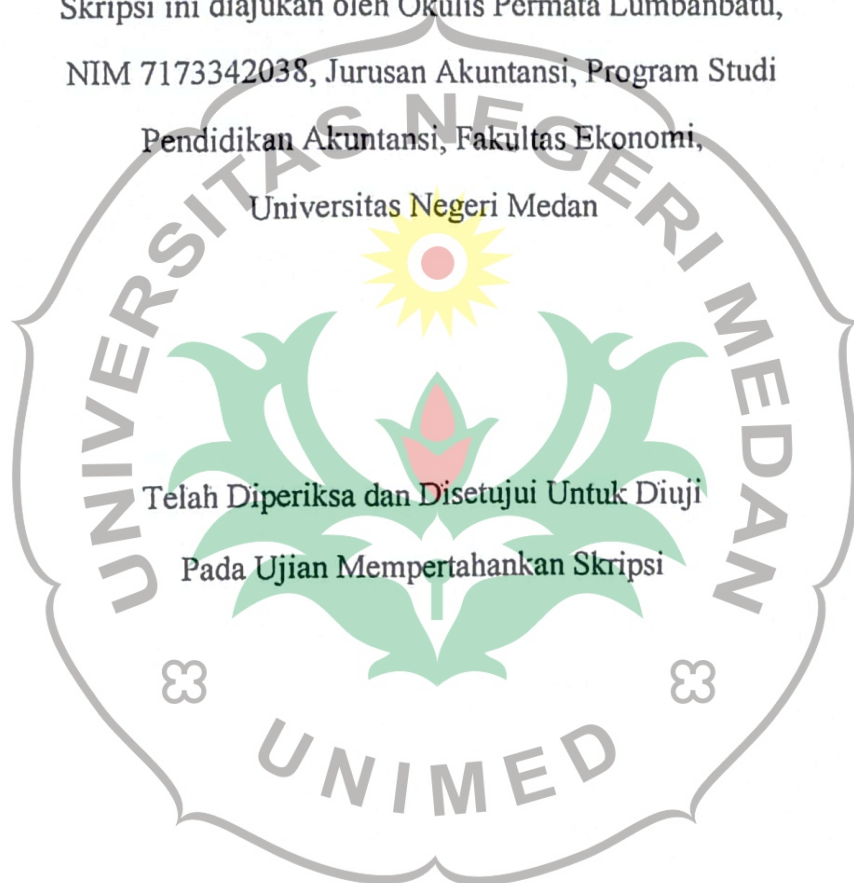 Skripsi ini diajukan oleh Okulis Permata Lumbanbatu,
NIM 7173342038, Jurusan Akuntansi, Program Studi
Pendidikan Akuntansi, Fakultas Ekonomi,
Universitas Negeri Medan
UNIVERSITAS NEGERI MEDAN
Telah Diperiksa dan Disetujui Untuk Diuji
Pada Ujian Mempertahankan Skripsi
UNIMED